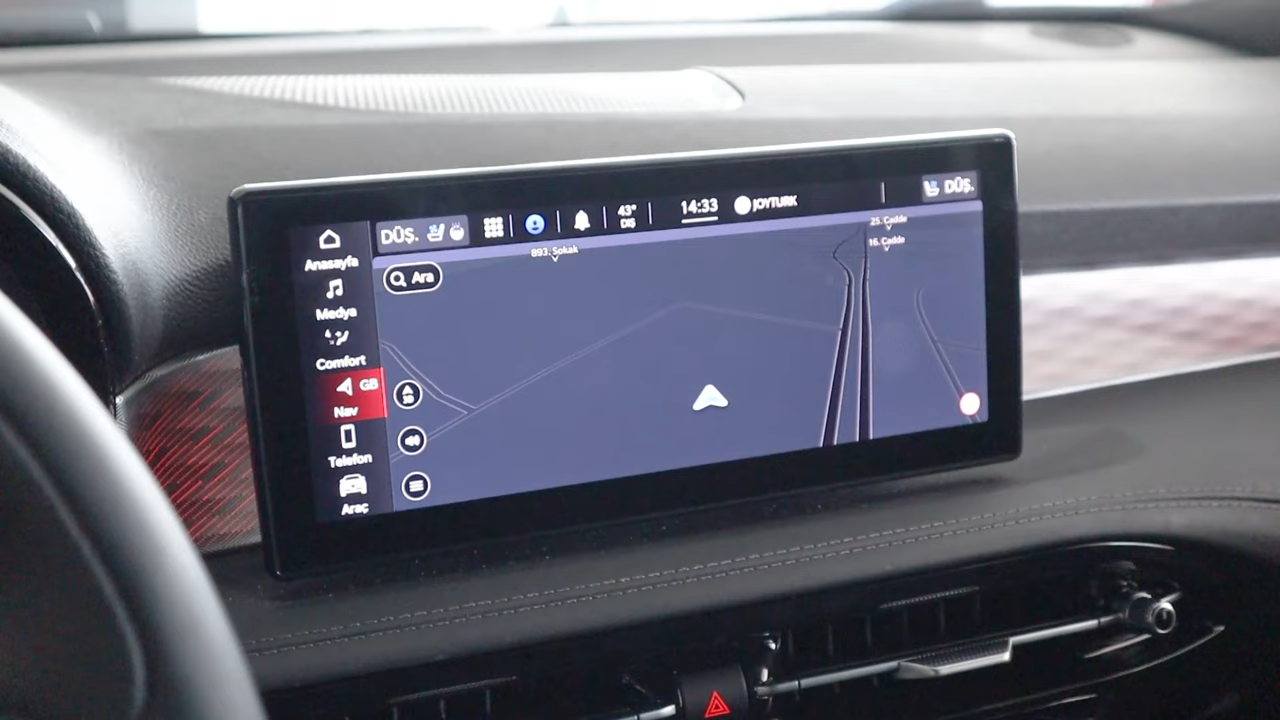 DÜŞ.
43°
DIŞ
14:33
JOYTURK
DÜŞ.
Anasayfa
Medya
Comfort
GB
Nav
Telefon
Araç
Ara
893. Sokak
25. Cadde
16. Cadde